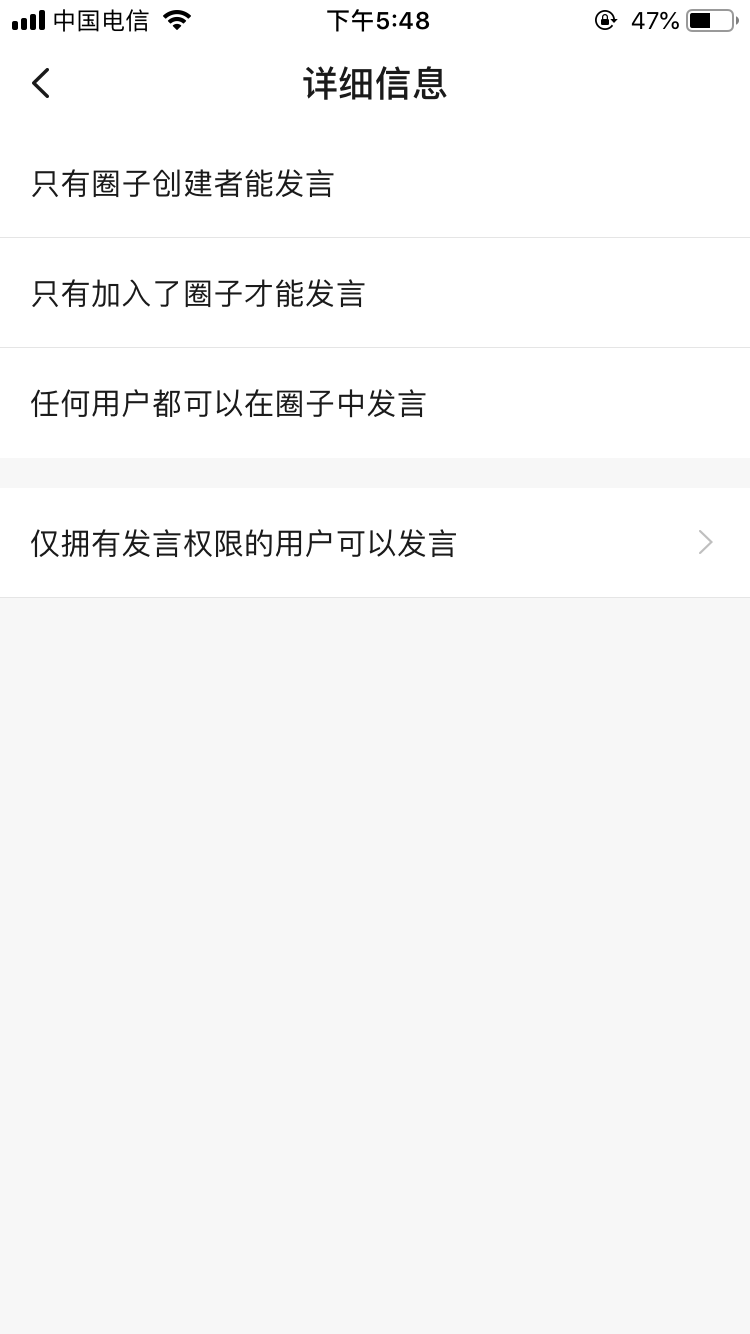 中国电信 下午5:48 47%
详细信息
只有圈子创建者能发言
只有加入了圈子才能发言
任何用户都可以在圈子中发言
仅拥有发言权限的用户可以发言